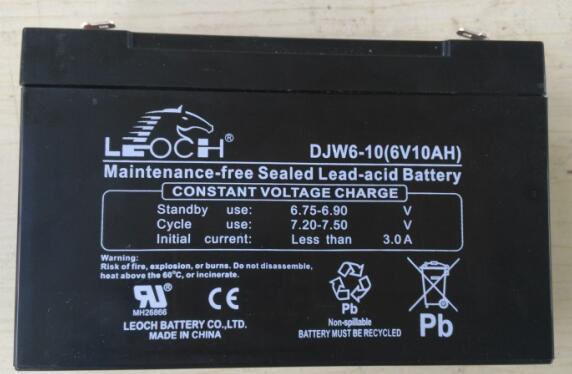 LEOCH®
DJW6-10(6V10AH)
Maintenance-free Sealed Lead-acid Battery
CONSTANT VOLTAGE CHARGE
Standby use: 6.75-6.90 V
Cycle use: 7.20-7.50 V
Initial current: Less than 3.0A
Warning:
Risk of fire, explosion, or burns. Do not disassemble,
heat above the 60°C, or incinerate.
RU® CE
MH26866
LEOCH BATTERY CO.,LTD.
MADE IN CHINA
Pb
Non-spillable
BATTERY MUST BE RECYCLED
Pb